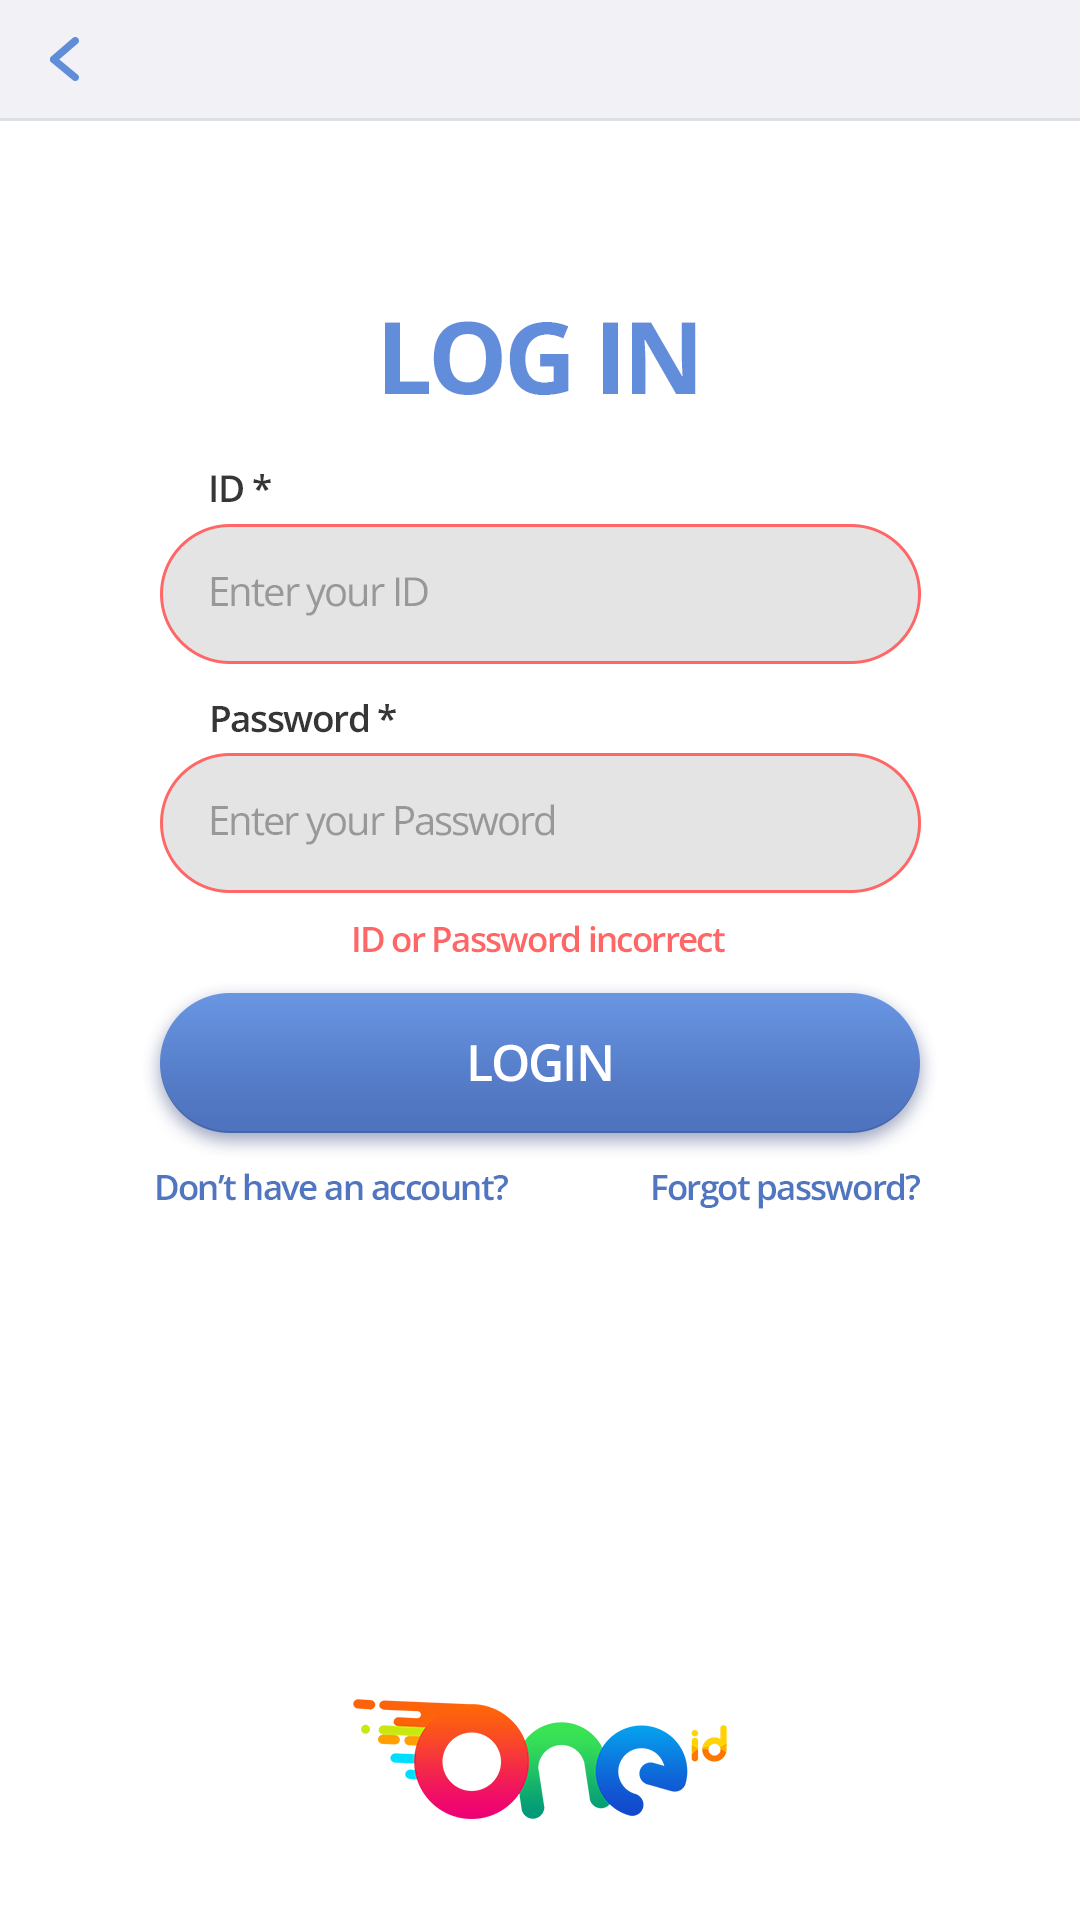 LOG IN
ID *
Enter your ID
Password *
Enter your Password
ID or Password incorrect
LOGIN
Don’t have an account? Forgot password?
one id